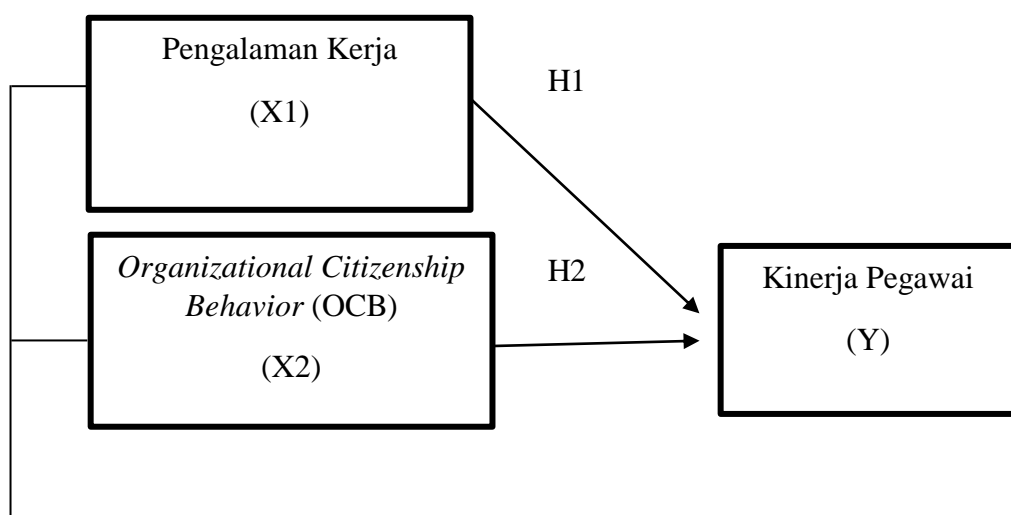 Pengalaman Kerja
(X1)
H1
Organizational Citizenship
Behavior (OCB)
(X2)
H2
Kinerja Pegawai
(Y)